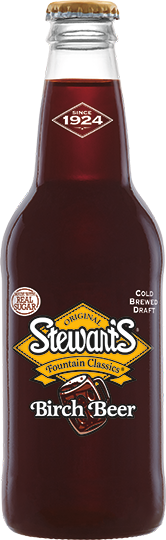 SINCE
1924
MADE WITH
REAL
SUGAR
COLD
BREWED
DRAFT
ORIGINAL
Stewart's
Fountain Classics®
Birch Beer